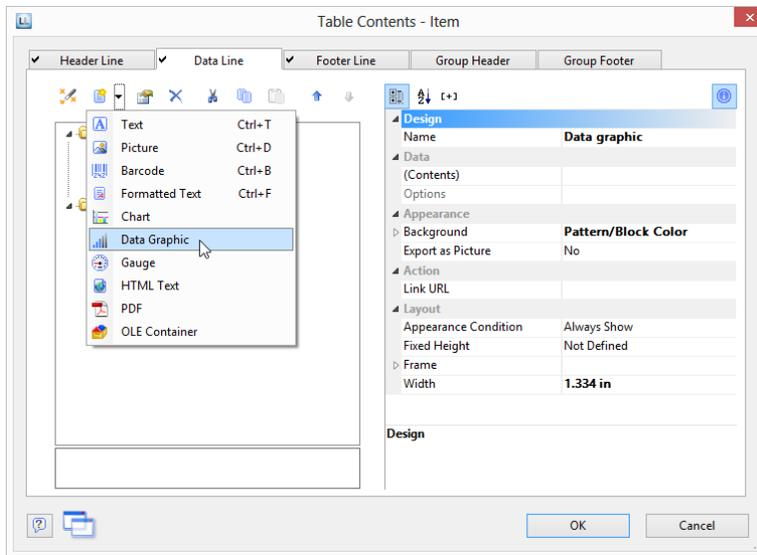 LL
Table Contents - Item
Header Line Data Line Footer Line Group Header Group Footer
Text Ctrl+T
Picture Ctrl+D
Barcode Ctrl+B
Formatted Text Ctrl+F
Chart
Data Graphic
Gauge
HTML Text
PDF
OLE Container
Design
Name Data graphic
Data
(Contents)
Options
Appearance
Background Pattern/Block Color
Export as Picture No
Action
Link URL
Layout
Appearance Condition Always Show
Fixed Height Not Defined
Frame
Width 1.334 in
Design
OK Cancel